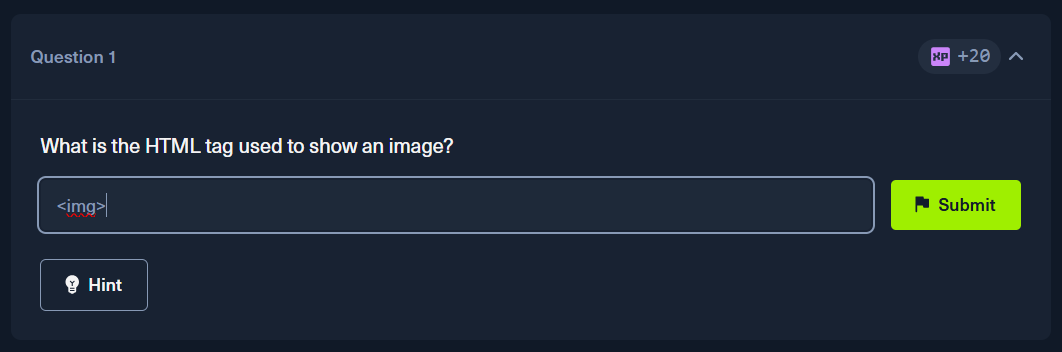 Question 1
XP +20
What is the HTML tag used to show an image?
<img>
Submit
Hint